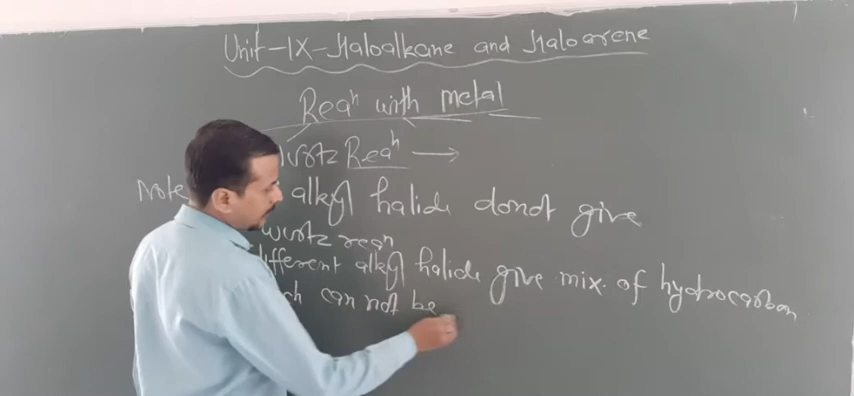 Unit-IX-Haloalkane and Haloarene
Reaⁿ with metal
Wurtz Reaⁿ →
Note alkyl halide donot give
wurtz reaⁿ
different alkyl halide give mix. of hydrocarbon
can not be